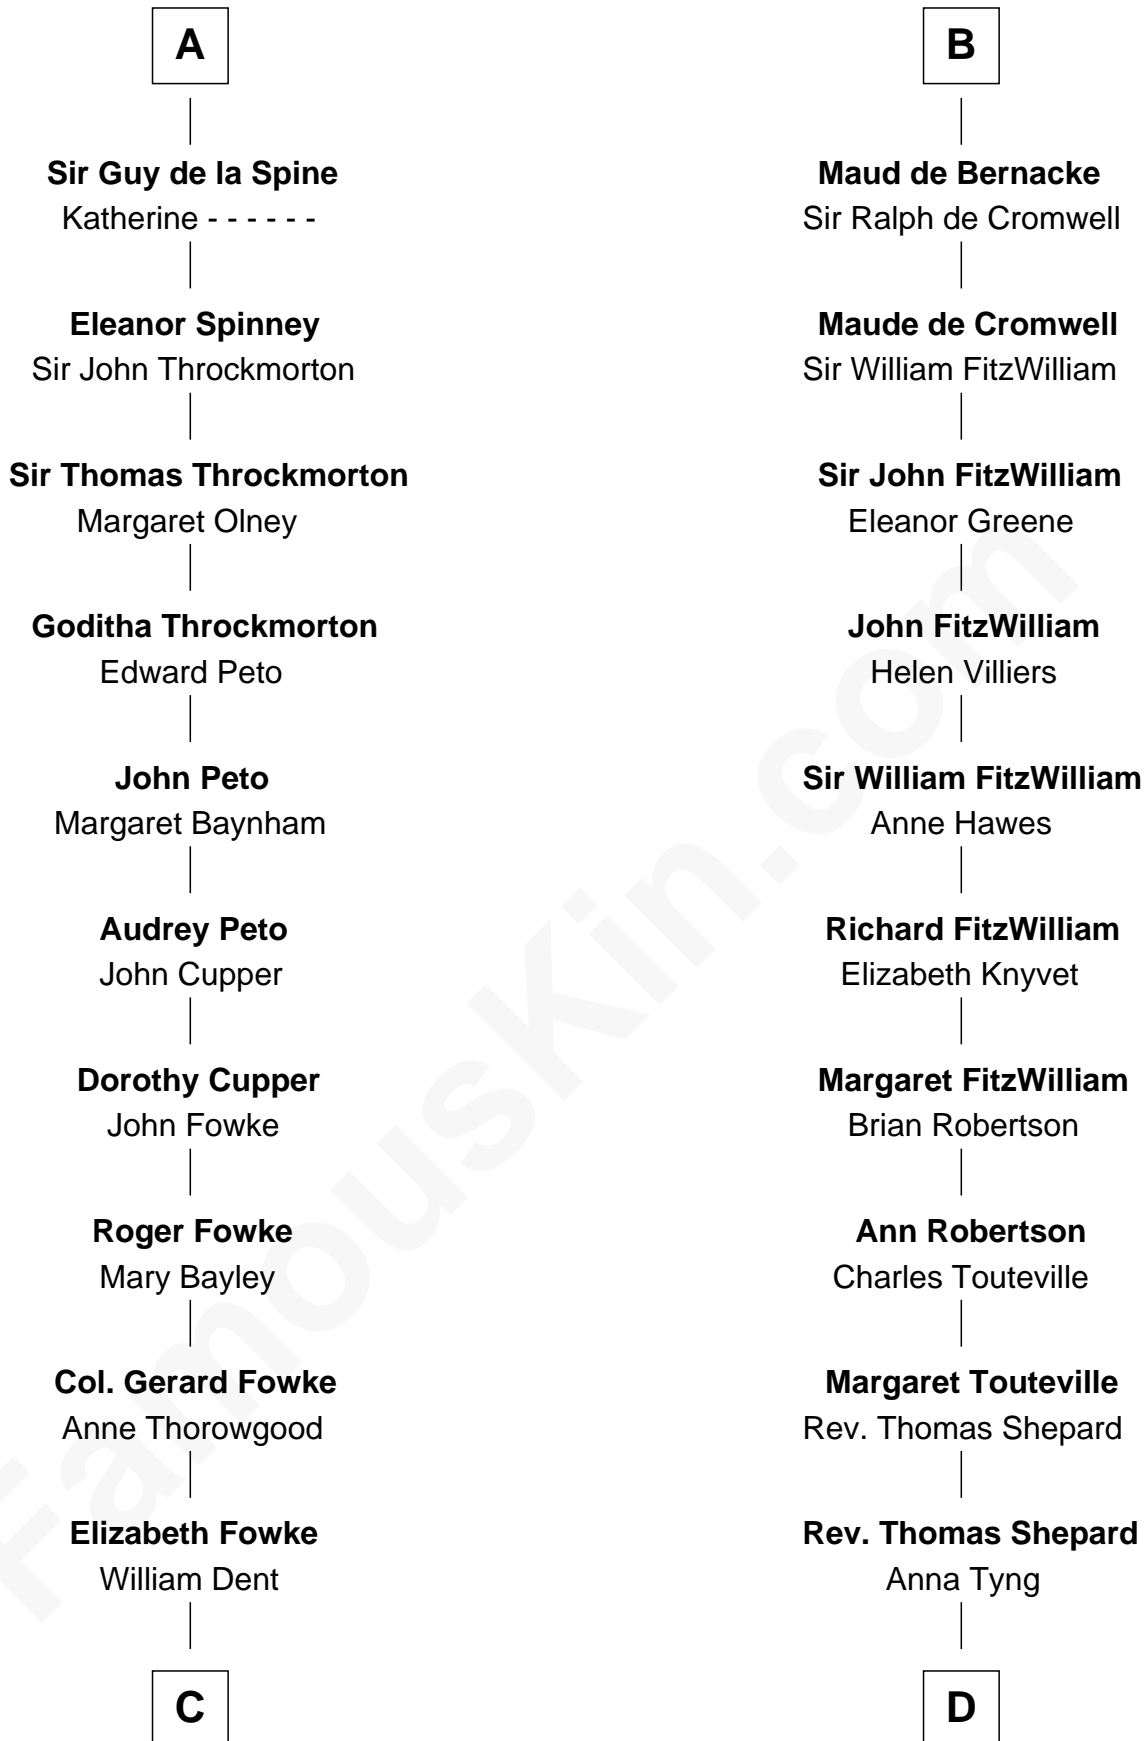 A
Sir Guy de la Spine
Katherine - - - - - -
Eleanor Spinney
Sir John Throckmorton
Sir Thomas Throckmorton
Margaret Olney
Goditha Throckmorton
Edward Peto
John Peto
Margaret Baynham
Audrey Peto
John Cupper
Dorothy Cupper
John Fowke
Roger Fowke
Mary Bayley
Col. Gerard Fowke
Anne Thorowgood
Elizabeth Fowke
William Dent
C
B
Maud de Bernacke
Sir Ralph de Cromwell
Maude de Cromwell
Sir William FitzWilliam
Sir John FitzWilliam
Eleanor Greene
John FitzWilliam
Helen Villiers
Sir William FitzWilliam
Anne Hawes
Richard FitzWilliam
Elizabeth Knyvet
Margaret FitzWilliam
Brian Robertson
Ann Robertson
Charles Touteville
Margaret Touteville
Rev. Thomas Shepard
Rev. Thomas Shepard
Anna Tyng
D
FamousKin.com